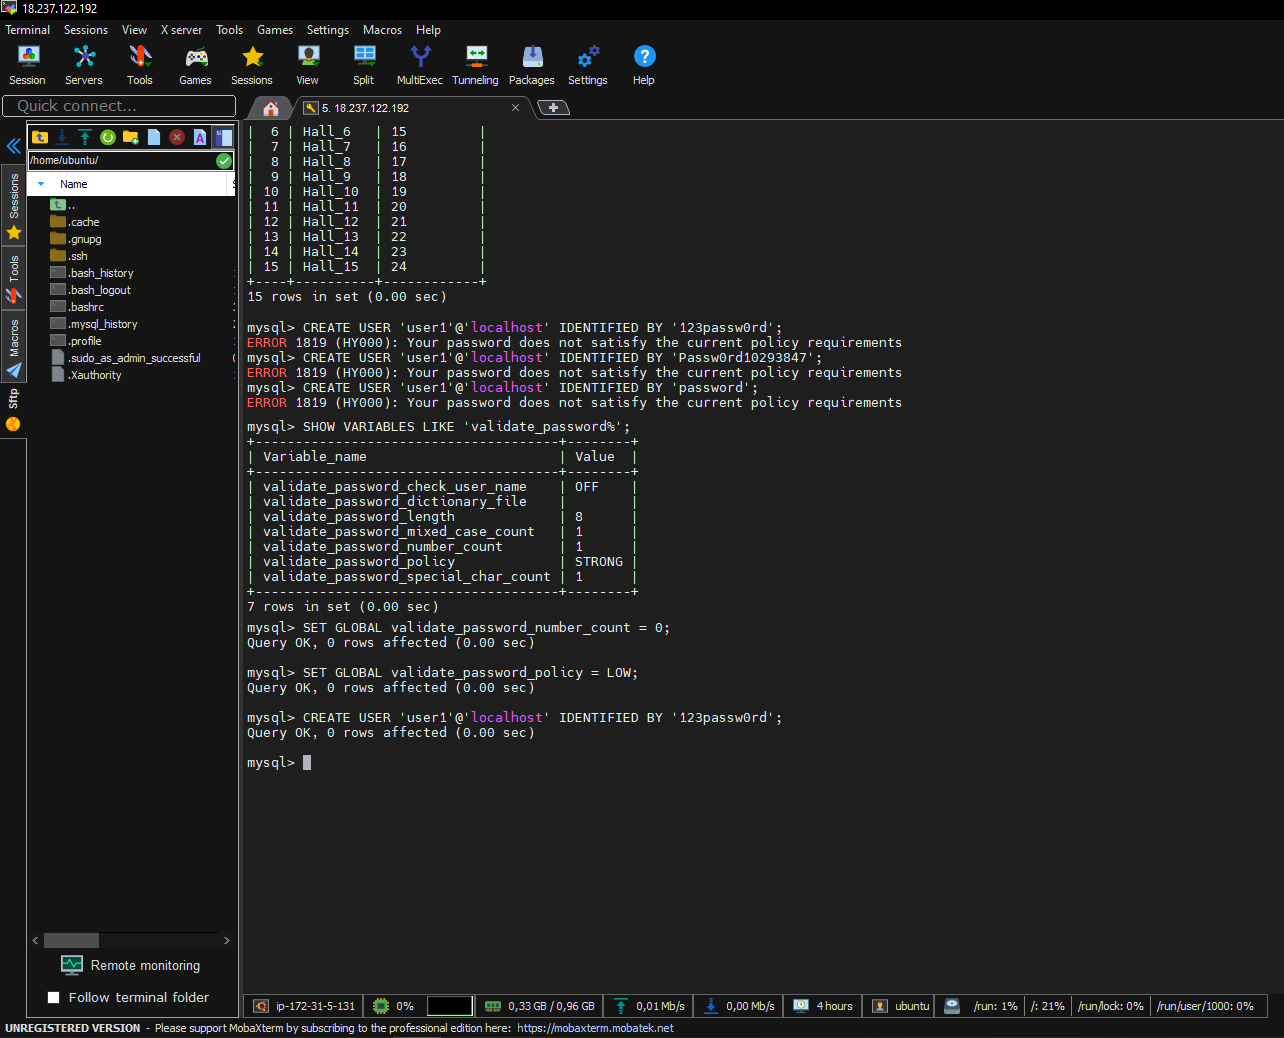 18.237.122.192
Terminal Sessions View X server Tools Games Settings Macros Help
Session Servers Tools Games Sessions View Split MultiExec Tunneling Packages Settings Help
Quick connect...
5. 18.237.122.192
/home/ubuntu/
Name
..
.cache
.gnupg
.ssh
.bash_history
.bash_logout
.bashrc
.mysql_history
.profile
.sudo_as_admin_successful
.Xauthority
Sessions
Tools
Macros
Sftp
Remote monitoring
Follow terminal folder
| 6 | Hall_6 | 15 |
| 7 | Hall_7 | 16 |
| 8 | Hall_8 | 17 |
| 9 | Hall_9 | 18 |
| 10 | Hall_10 | 19 |
| 11 | Hall_11 | 20 |
| 12 | Hall_12 | 21 |
| 13 | Hall_13 | 22 |
| 14 | Hall_14 | 23 |
| 15 | Hall_15 | 24 |
+----+----------+------------+
15 rows in set (0.00 sec)
mysql> CREATE USER 'user1'@'localhost' IDENTIFIED BY '123passw0rd';
ERROR 1819 (HY000): Your password does not satisfy the current policy requirements
mysql> CREATE USER 'user1'@'localhost' IDENTIFIED BY 'Passw0rd10293847';
ERROR 1819 (HY000): Your password does not satisfy the current policy requirements
mysql> CREATE USER 'user1'@'localhost' IDENTIFIED BY 'password';
ERROR 1819 (HY000): Your password does not satisfy the current policy requirements
mysql> SHOW VARIABLES LIKE 'validate_password%';
+--------------------------------------+--------+
| Variable_name | Value |
+--------------------------------------+--------+
| validate_password_check_user_name | OFF |
| validate_password_dictionary_file | |
| validate_password_length | 8 |
| validate_password_mixed_case_count | 1 |
| validate_password_number_count | 1 |
| validate_password_policy | STRONG |
| validate_password_special_char_count | 1 |
+--------------------------------------+--------+
7 rows in set (0.00 sec)
mysql> SET GLOBAL validate_password_number_count = 0;
Query OK, 0 rows affected (0.00 sec)
mysql> SET GLOBAL validate_password_policy = LOW;
Query OK, 0 rows affected (0.00 sec)
mysql> CREATE USER 'user1'@'localhost' IDENTIFIED BY '123passw0rd';
Query OK, 0 rows affected (0.00 sec)
mysql>
ip-172-31-5-131 0% 0,33 GB / 0,96 GB 0,01 Mb/s 0,00 Mb/s 4 hours ubuntu /run: 1% /: 21% /run/lock: 0% /run/user/1000: 0%
UNREGISTERED VERSION - Please support MobaXterm by subscribing to the professional edition here: https://mobaxterm.mobatek.net